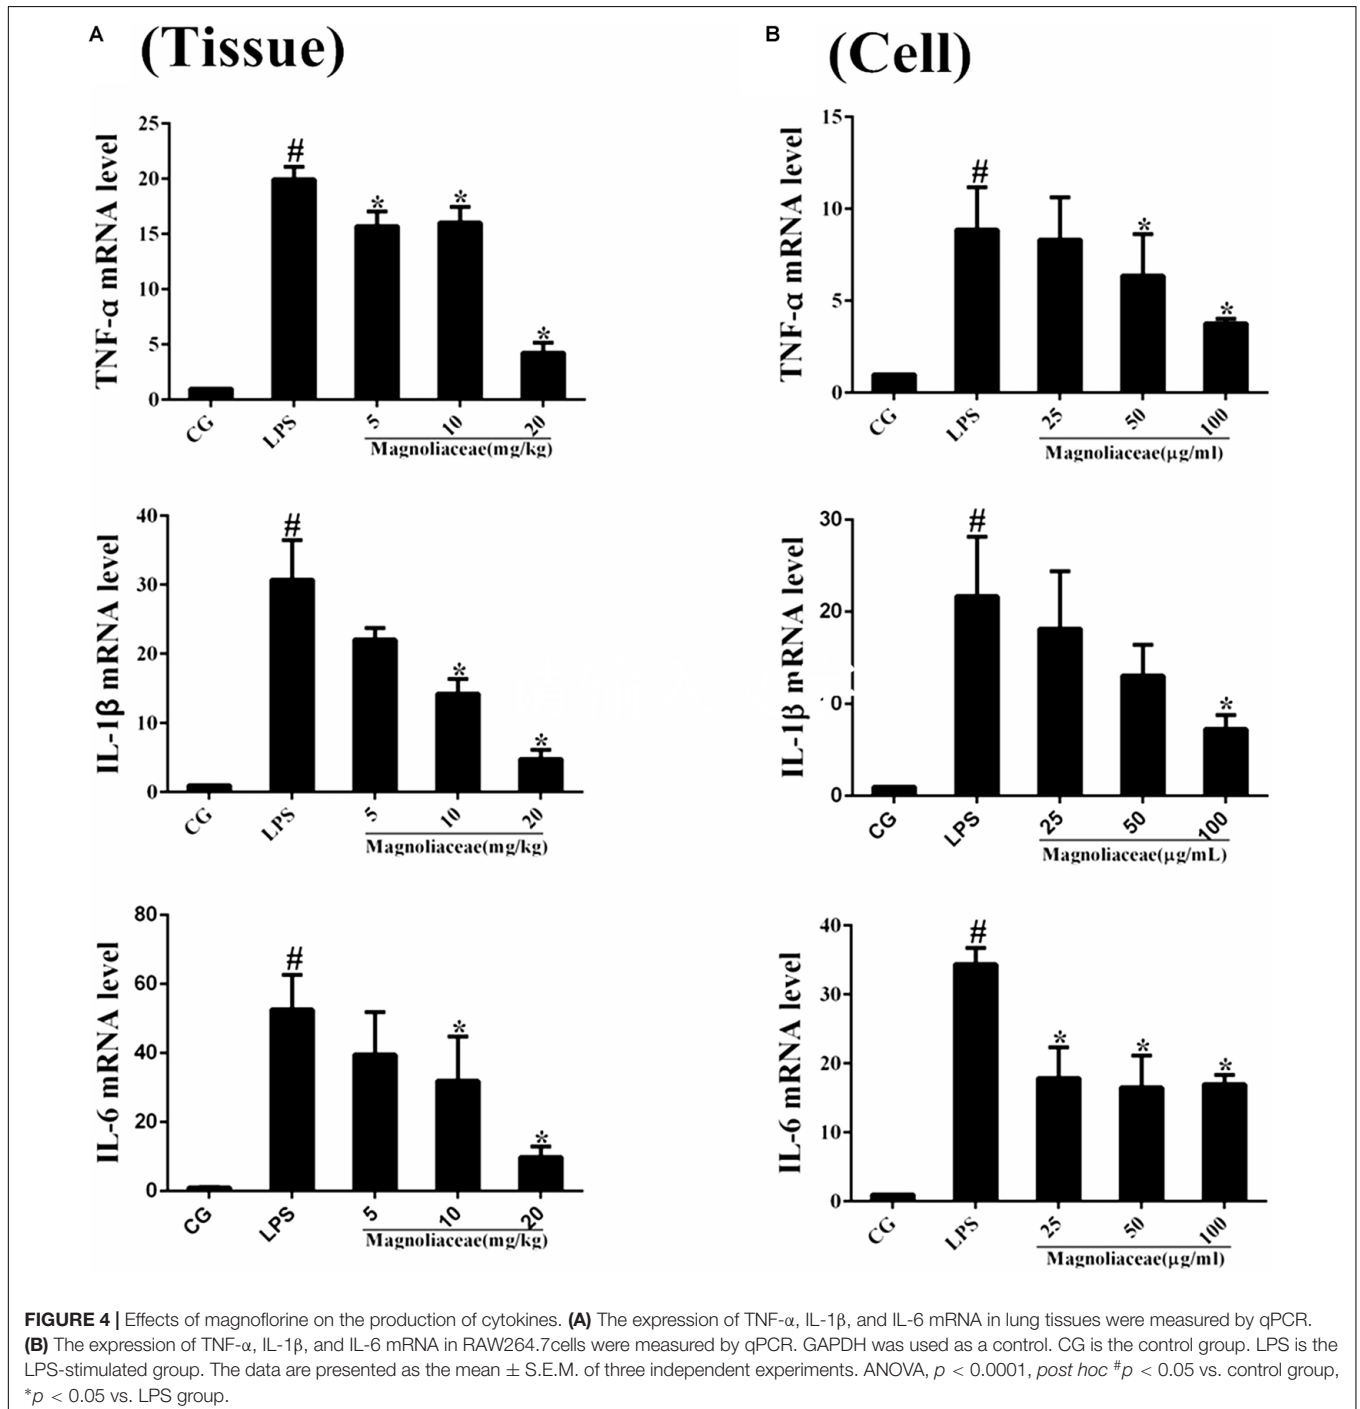 A (Tissue)
25
20
15
10
5
0
TNF-α mRNA level
#
*
*
*
CG
LPS
5
10
20
Magnoliaceae(mg/kg)
40
30
20
10
0
IL-1β mRNA level
#
*
*
CG
LPS
5
10
20
Magnoliaceae(mg/kg)
80
60
40
20
0
IL-6 mRNA level
#
*
*
CG
LPS
5
10
20
Magnoliaceae(mg/kg)
B (Cell)
15
10
5
0
TNF-α mRNA level
#
*
*
CG
LPS
25
50
100
Magnoliaceae(μg/ml)
30
20
0
0
IL-1β mRNA level
#
*
CG
LPS
25
50
100
Magnoliaceae(μg/mL)
40
30
20
10
0
IL-6 mRNA level
#
*
*
*
CG
LPS
25
50
100
Magnoliaceae(μg/ml)
FIGURE 4 | Effects of magnoflorine on the production of cytokines. (A) The expression of TNF-α, IL-1β, and IL-6 mRNA in lung tissues were measured by qPCR.
(B) The expression of TNF-α, IL-1β, and IL-6 mRNA in RAW264.7cells were measured by qPCR. GAPDH was used as a control. CG is the control group. LPS is the
LPS-stimulated group. The data are presented as the mean ± S.E.M. of three independent experiments. ANOVA, p < 0.0001, post hoc #p < 0.05 vs. control group,
*p < 0.05 vs. LPS group.